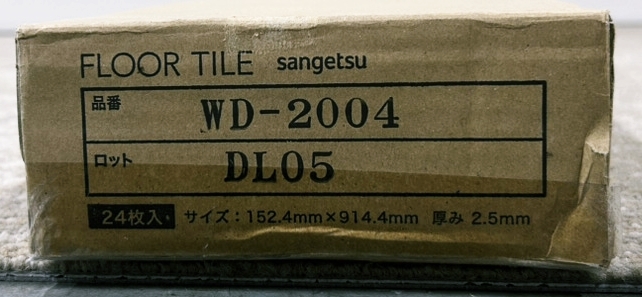 FLOOR TILE sangetsu
品番 WD-2004
ロット DL05
24枚入 サイズ：152.4mm×914.4mm 厚み 2.5mm